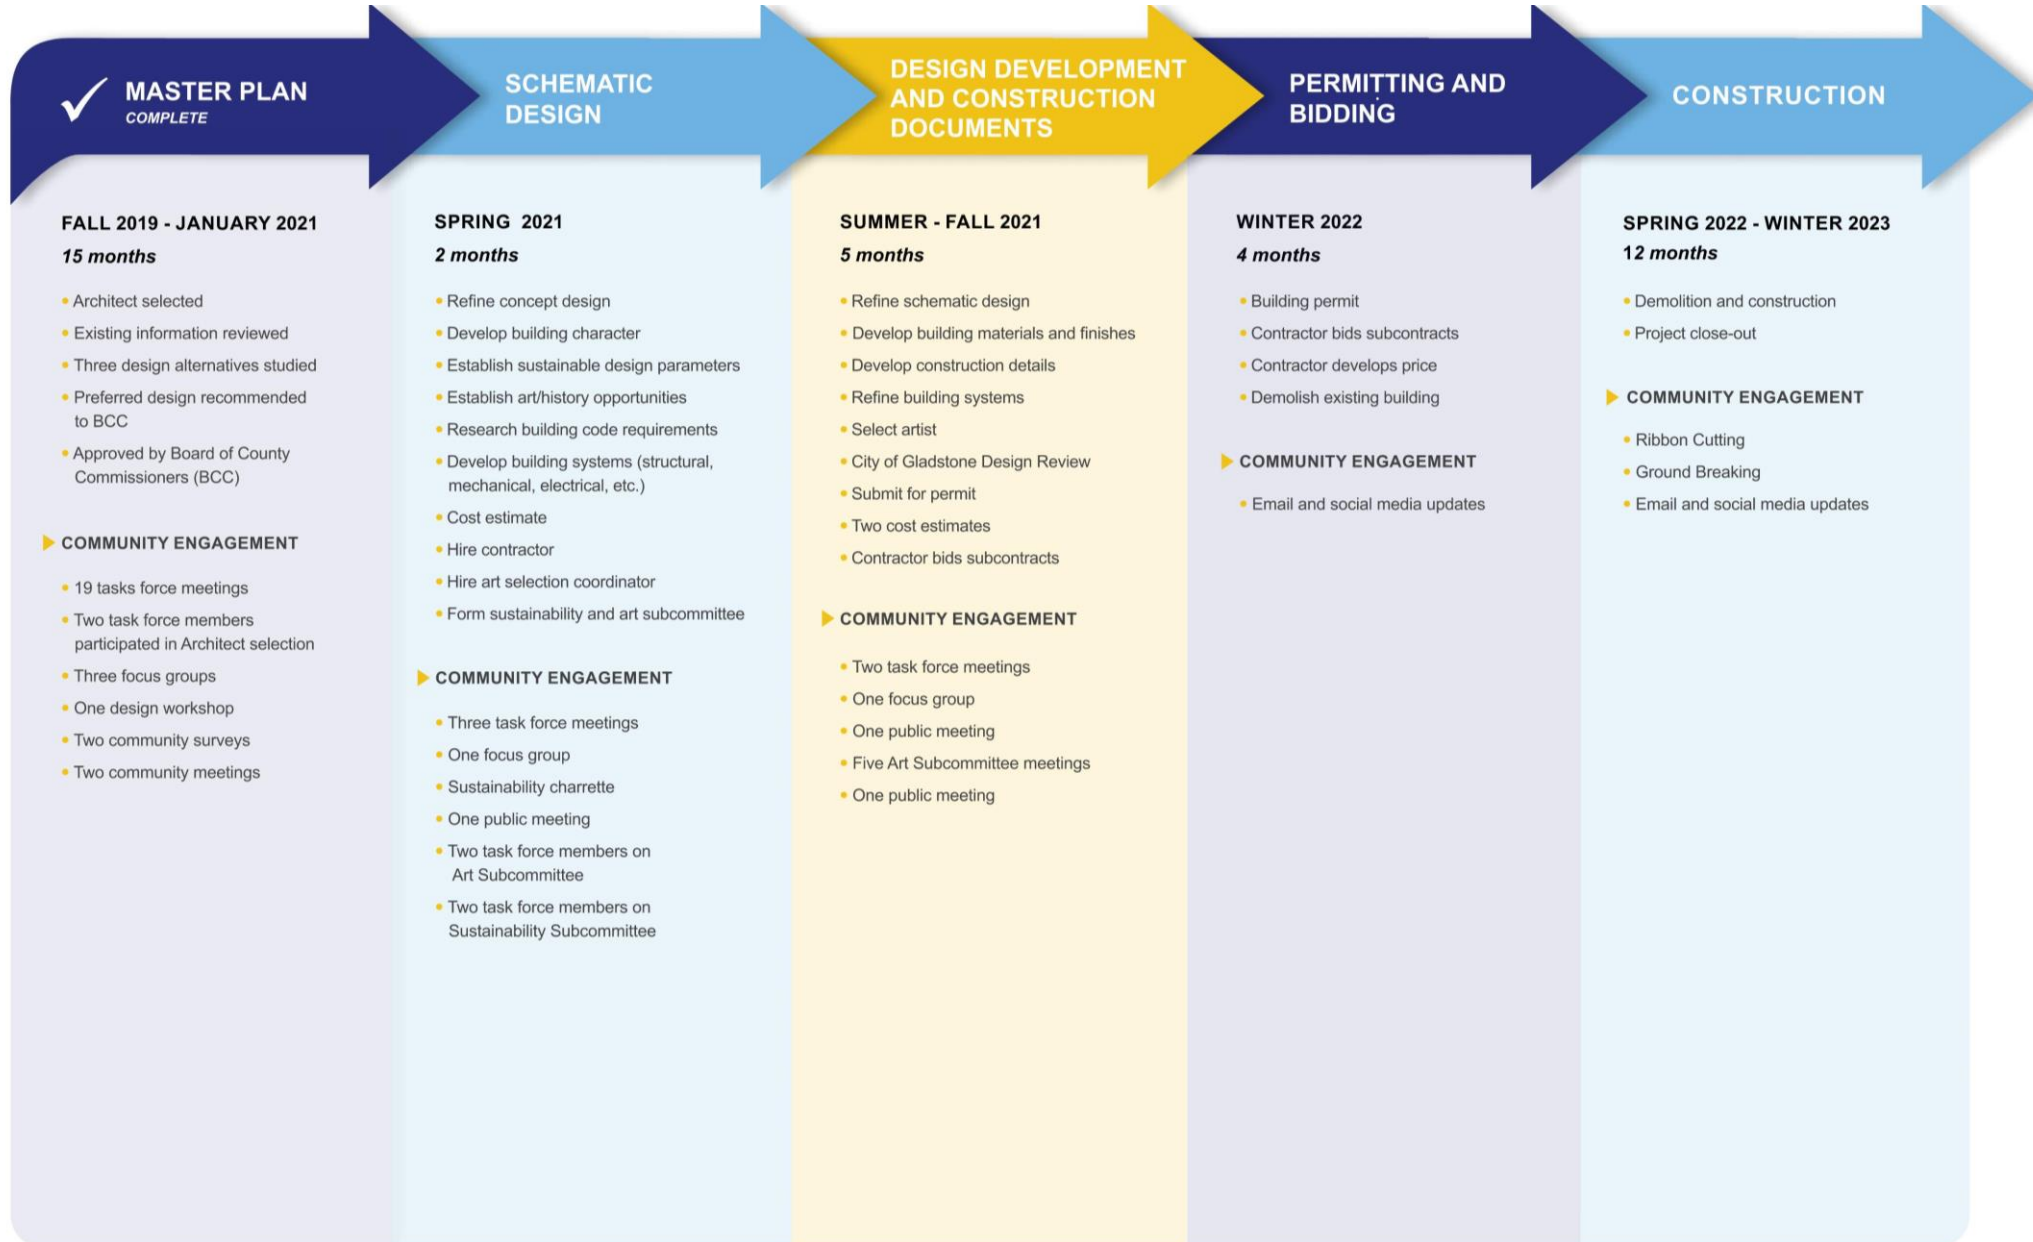 MASTER PLAN
COMPLETE
FALL 2019 - JANUARY 2021
15 months
• Architect selected
• Existing information reviewed
• Three design alternatives studied
• Preferred design recommended
to BCC
• Approved by Board of County
Commissioners (BCC)
COMMUNITY ENGAGEMENT
• 19 tasks force meetings
• Two task force members
participated in Architect selection
• Three focus groups
• One design workshop
• Two community surveys
• Two community meetings
SCHEMATIC
DESIGN
SPRING 2021
2 months
• Refine concept design
• Develop building character
• Establish sustainable design parameters
• Establish art/history opportunities
• Research building code requirements
• Develop building systems (structural,
mechanical, electrical, etc.)
• Cost estimate
• Hire contractor
• Hire art selection coordinator
• Form sustainability and art subcommittee
COMMUNITY ENGAGEMENT
• Three task force meetings
• One focus group
• Sustainability charrette
• One public meeting
• Two task force members on
Art Subcommittee
• Two task force members on
Sustainability Subcommittee
DESIGN DEVELOPMENT
AND CONSTRUCTION
DOCUMENTS
SUMMER - FALL 2021
5 months
• Refine schematic design
• Develop building materials and finishes
• Develop construction details
• Refine building systems
• Select artist
• City of Gladstone Design Review
• Submit for permit
• Two cost estimates
• Contractor bids subcontracts
COMMUNITY ENGAGEMENT
• Two task force meetings
• One focus group
• One public meeting
• Five Art Subcommittee meetings
• One public meeting
PERMITTING AND
BIDDING
WINTER 2022
4 months
• Building permit
• Contractor bids subcontracts
• Contractor develops price
• Demolish existing building
COMMUNITY ENGAGEMENT
• Email and social media updates
CONSTRUCTION
SPRING 2022 - WINTER 2023
12 months
• Demolition and construction
• Project close-out
COMMUNITY ENGAGEMENT
• Ribbon Cutting
• Ground Breaking
• Email and social media updates